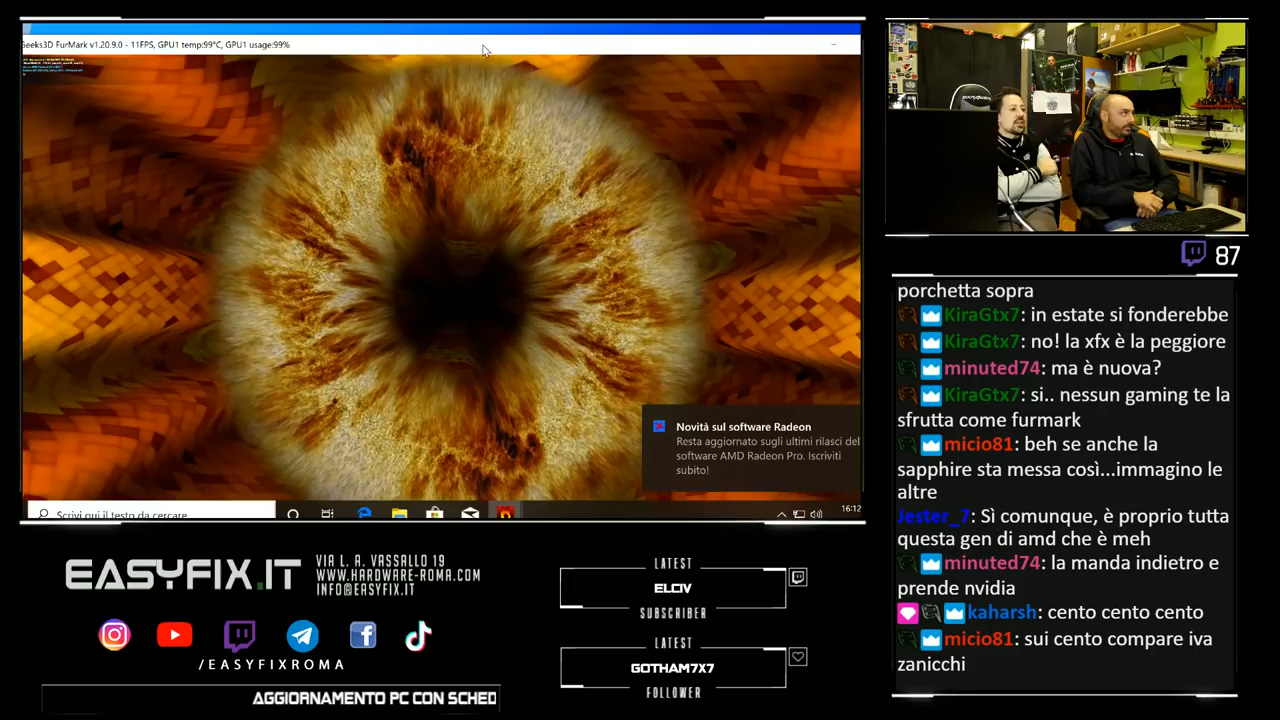 Geeks3D FurMark v1.20.9.0 - 11FPS, GPU1 temp:99°C, GPU1 usage:99%
Novità sul software Radeon
Resta aggiornato sugli ultimi rilasci del
software AMD Radeon Pro. Iscriviti
subito!
Scrivi qui il testo da cercare
16:12
87
porchetta sopra
KiraGtx7: in estate si fonderebbe
KiraGtx7: no! la xfx è la peggiore
minuted74: ma è nuova?
KiraGtx7: si.. nessun gaming te la
sfrutta come furmark
micio81: beh se anche la
sapphire sta messa così...immagino le
altre
Jester_7: Sì comunque, è proprio tutta
questa gen di amd che è meh
minuted74: la manda indietro e
prende nvidia
kaharsh: cento cento cento
micio81: sui cento compare iva
zanicchi
EASYFIX.IT
VIA L. A. VASSALLO 19
WWW.HARDWARE-ROMA.COM
INFO@EASYFIX.IT
/EASYFIXROMA
AGGIORNAMENTO PC CON SCHED
LATEST
ELCIV
SUBSCRIBER
LATEST
GOTHAM7X7
FOLLOWER